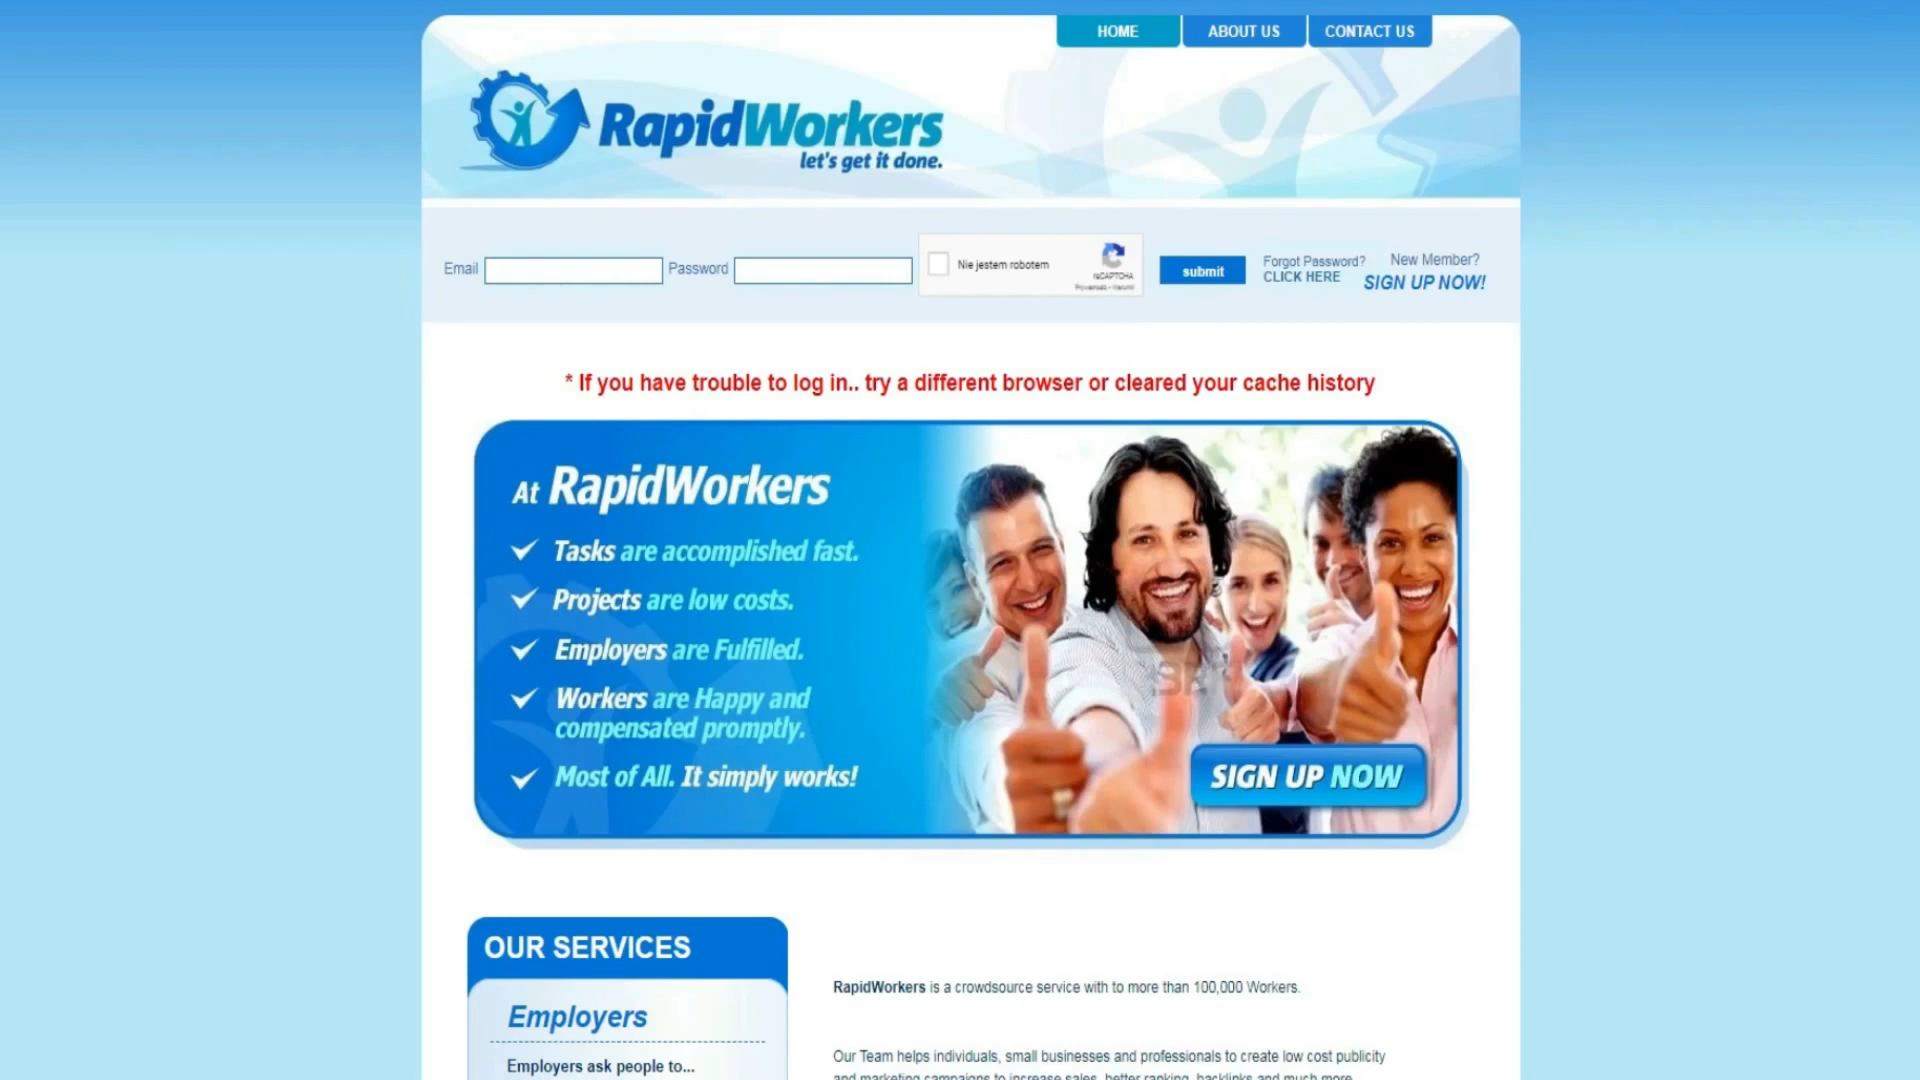 HOME
ABOUT US
CONTACT US
RapidWorkers
let's get it done.
Email
Password
Nie jestem robotem
reCAPTCHA
submit
Forgot Password?
CLICK HERE
New Member?
SIGN UP NOW!
* If you have trouble to log in.. try a different browser or cleared your cache history
At RapidWorkers
Tasks are accomplished fast.
Projects are low costs.
Employers are Fulfilled.
Workers are Happy and
compensated promptly.
Most of All. It simply works!
SIGN UP NOW
OUR SERVICES
Employers
Employers ask people to...
RapidWorkers is a crowdsource service with to more than 100,000 Workers.
Our Team helps individuals, small businesses and professionals to create low cost publicity
and marketing campaigns to increase sales, better ranking, backlinks and much more.